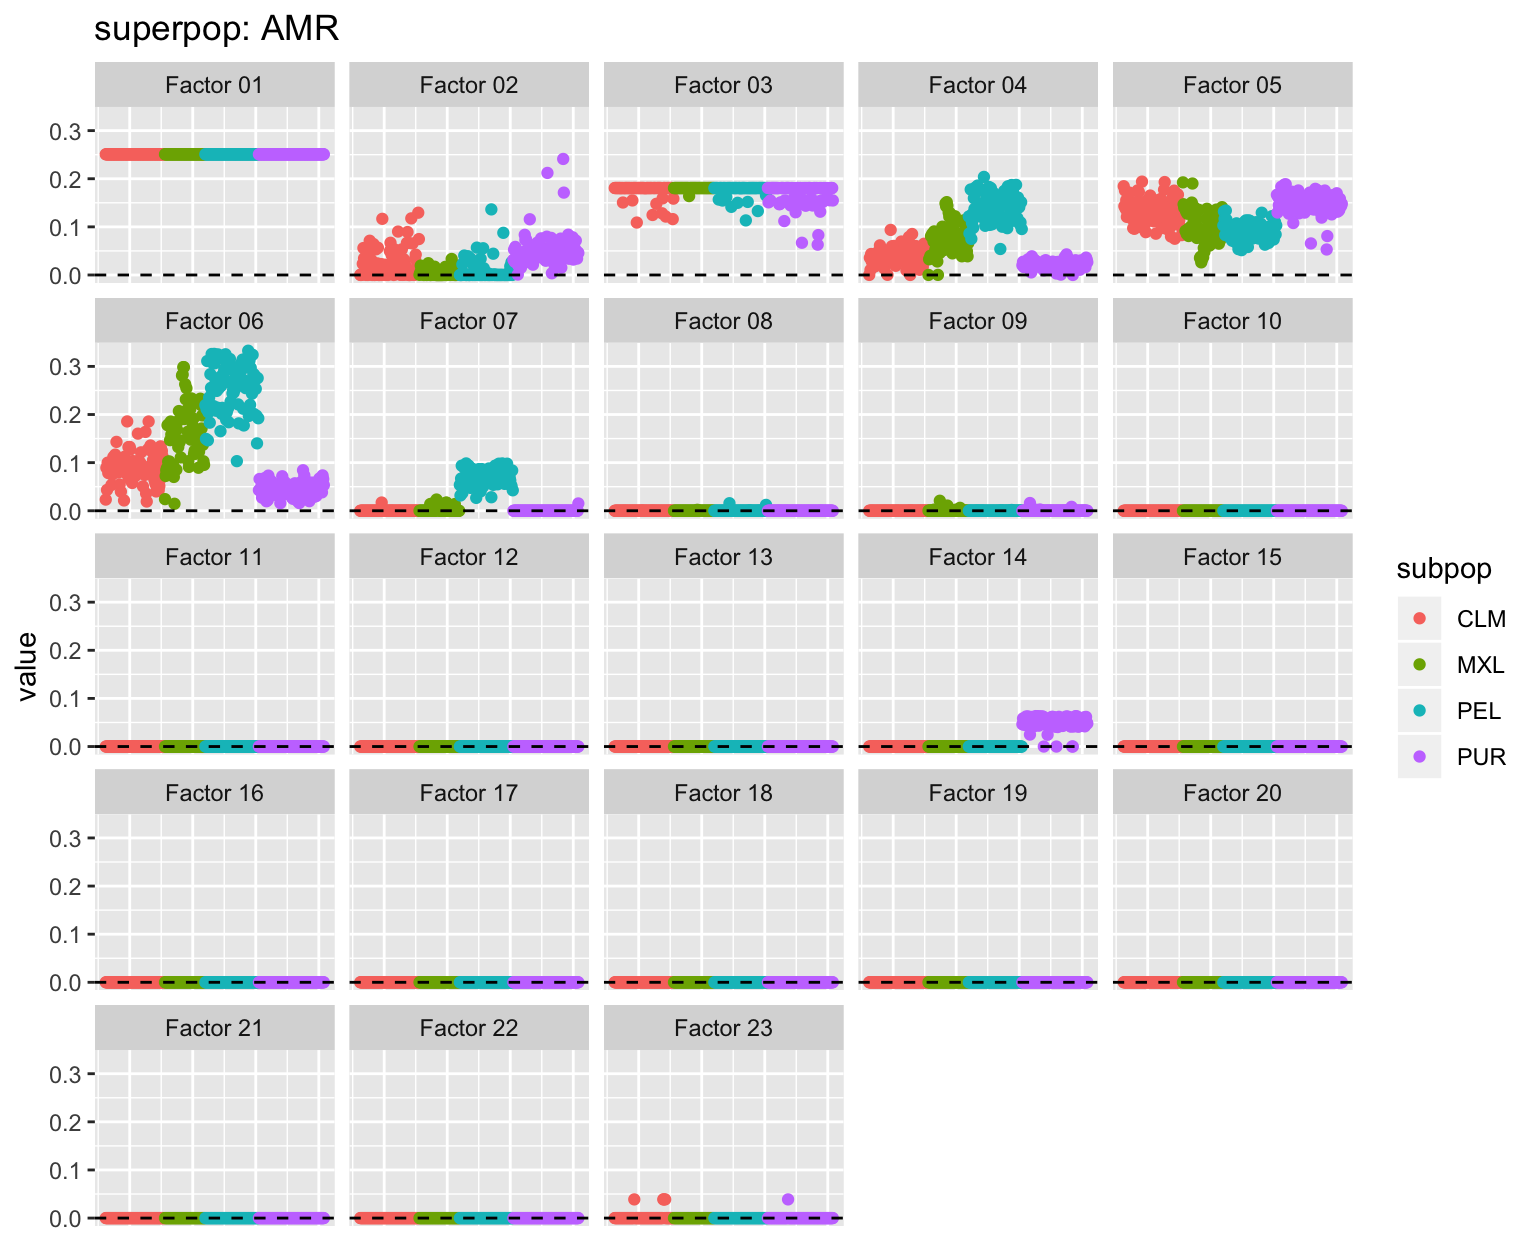 superpop: AMR
Factor 01 Factor 02 Factor 03 Factor 04 Factor 05
0.3
0.2
0.1
0.0
Factor 06 Factor 07 Factor 08 Factor 09 Factor 10
0.3
0.2
0.1
0.0
Factor 11 Factor 12 Factor 13 Factor 14 Factor 15
0.3
0.2
0.1
0.0
value
Factor 16 Factor 17 Factor 18 Factor 19 Factor 20
0.3
0.2
0.1
0.0
Factor 21 Factor 22 Factor 23
0.3
0.2
0.1
0.0
subpop
CLM
MXL
PEL
PUR